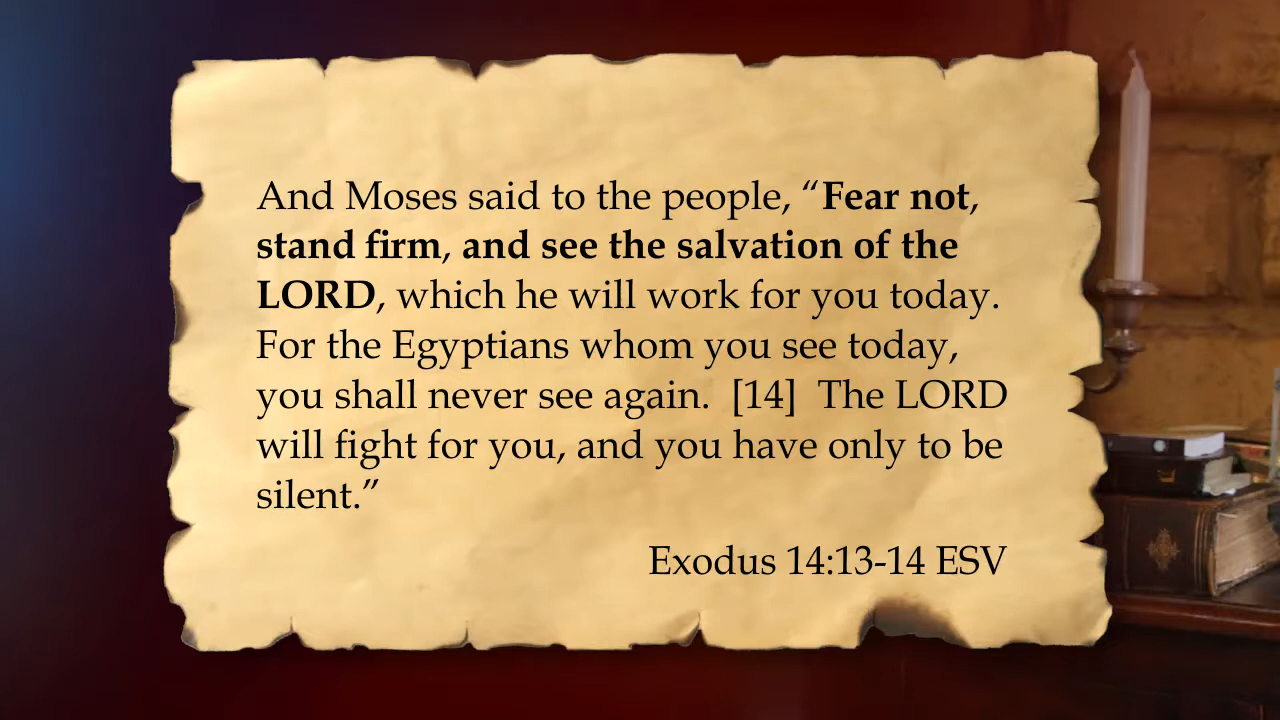 And Moses said to the people, “Fear not,
stand firm, and see the salvation of the
LORD, which he will work for you today.
For the Egyptians whom you see today,
you shall never see again.  [14]  The LORD
will fight for you, and you have only to be
silent.”
Exodus 14:13-14 ESV